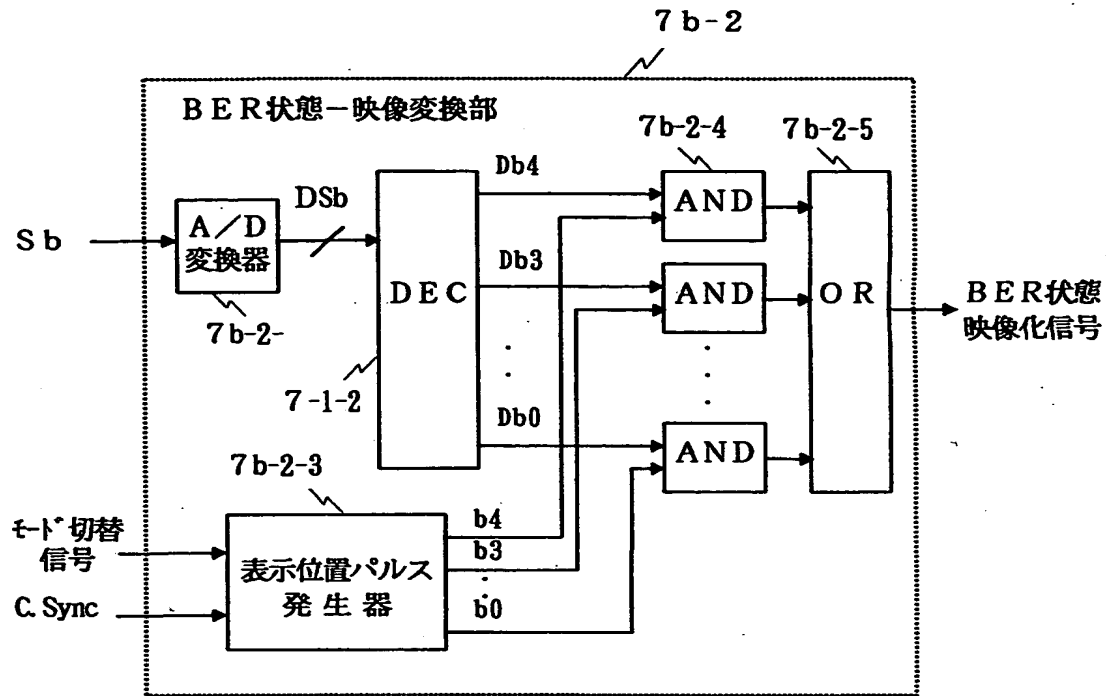 7b-2
BER状態－映像変換部
7b-2-4
7b-2-5
Db4
DSb
AND
Sb
A／D
変換器
Db3
DEC
AND
OR
BER状態
映像化信号
7b-2-
7-1-2
Db0
AND
7b-2-3
モード切替
信号
b4
b3
表示位置パルス
発生器
C.Sync
b0